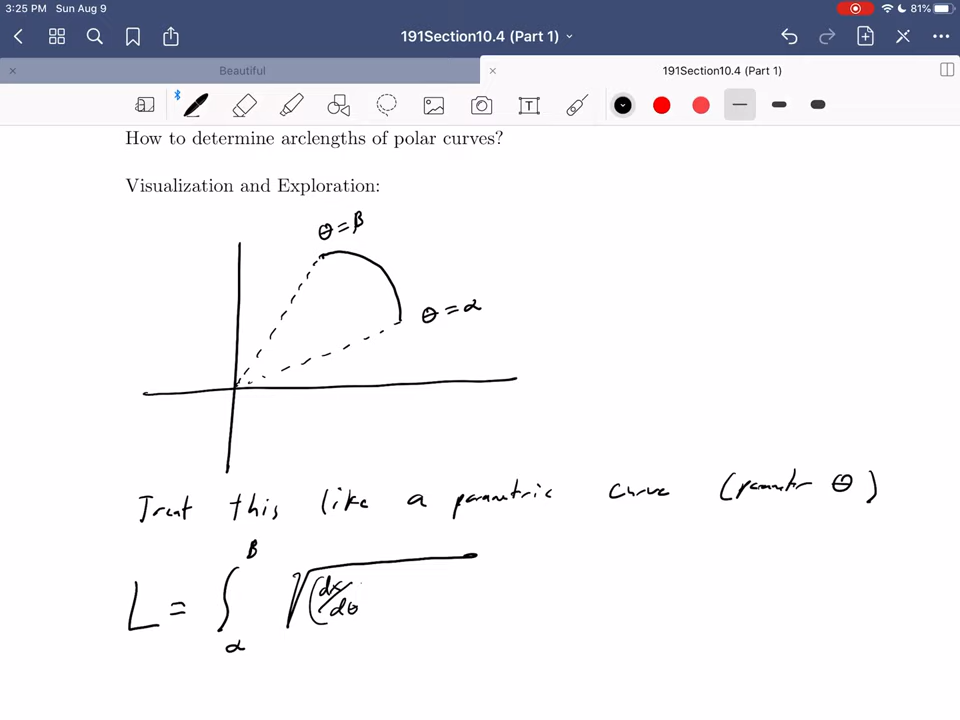 3:25 PM Sun Aug 9
81%
191Section10.4 (Part 1)
Beautiful
191Section10.4 (Part 1)
T
How to determine arclengths of polar curves?
Visualization and Exploration:
θ = β
θ = α
Treat this like a parametric curve (parameter θ)
L = ∫_α^β √((dx/dθ